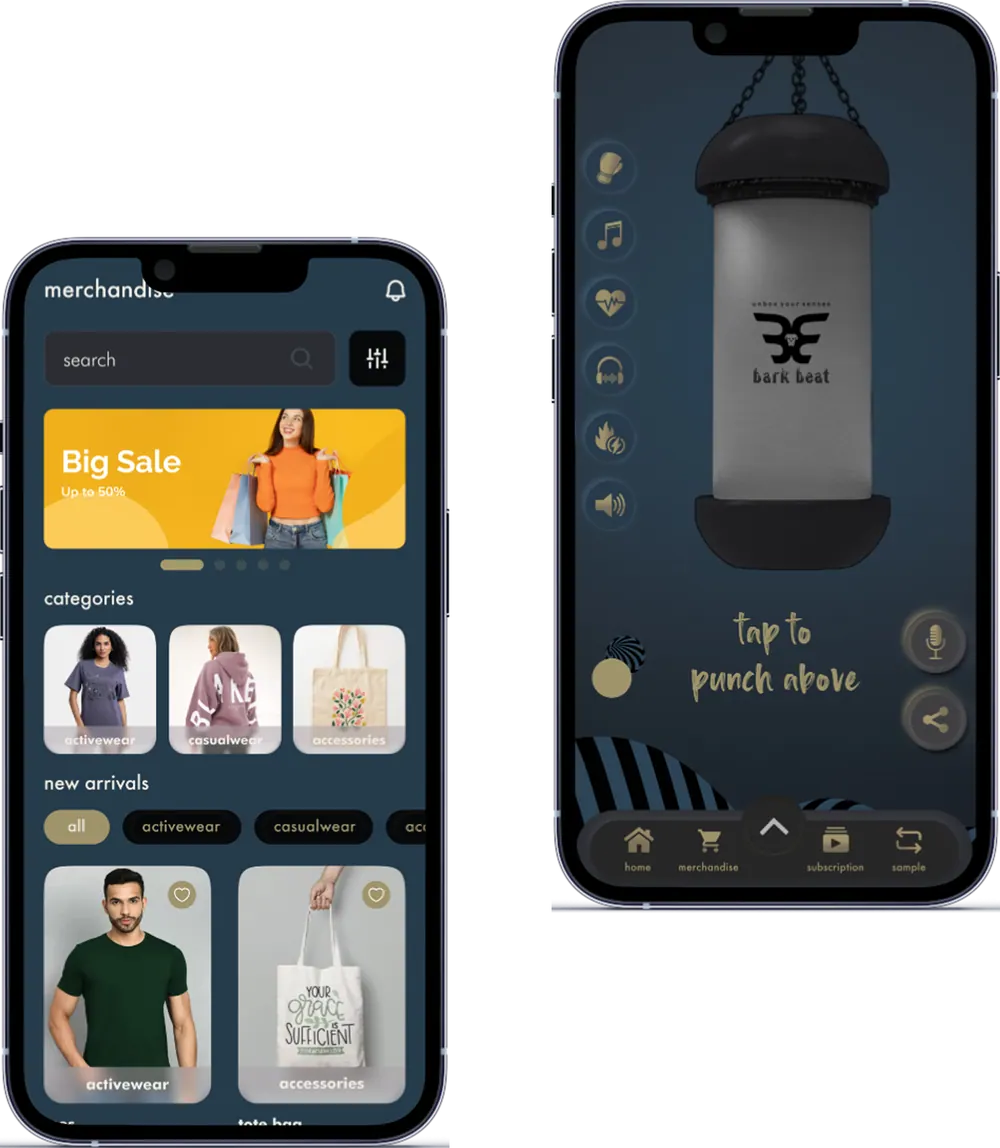 merchandise
search
Big Sale
Up to 50%
categories
activewear
casualwear
accessories
new arrivals
all
activewear
casualwear
YOUR
grace
IS
SUFFICIENT
activewear
accessories
tote bag
unbox your senses
bark beat
tap to
punch above
home
merchandise
subscription
sample